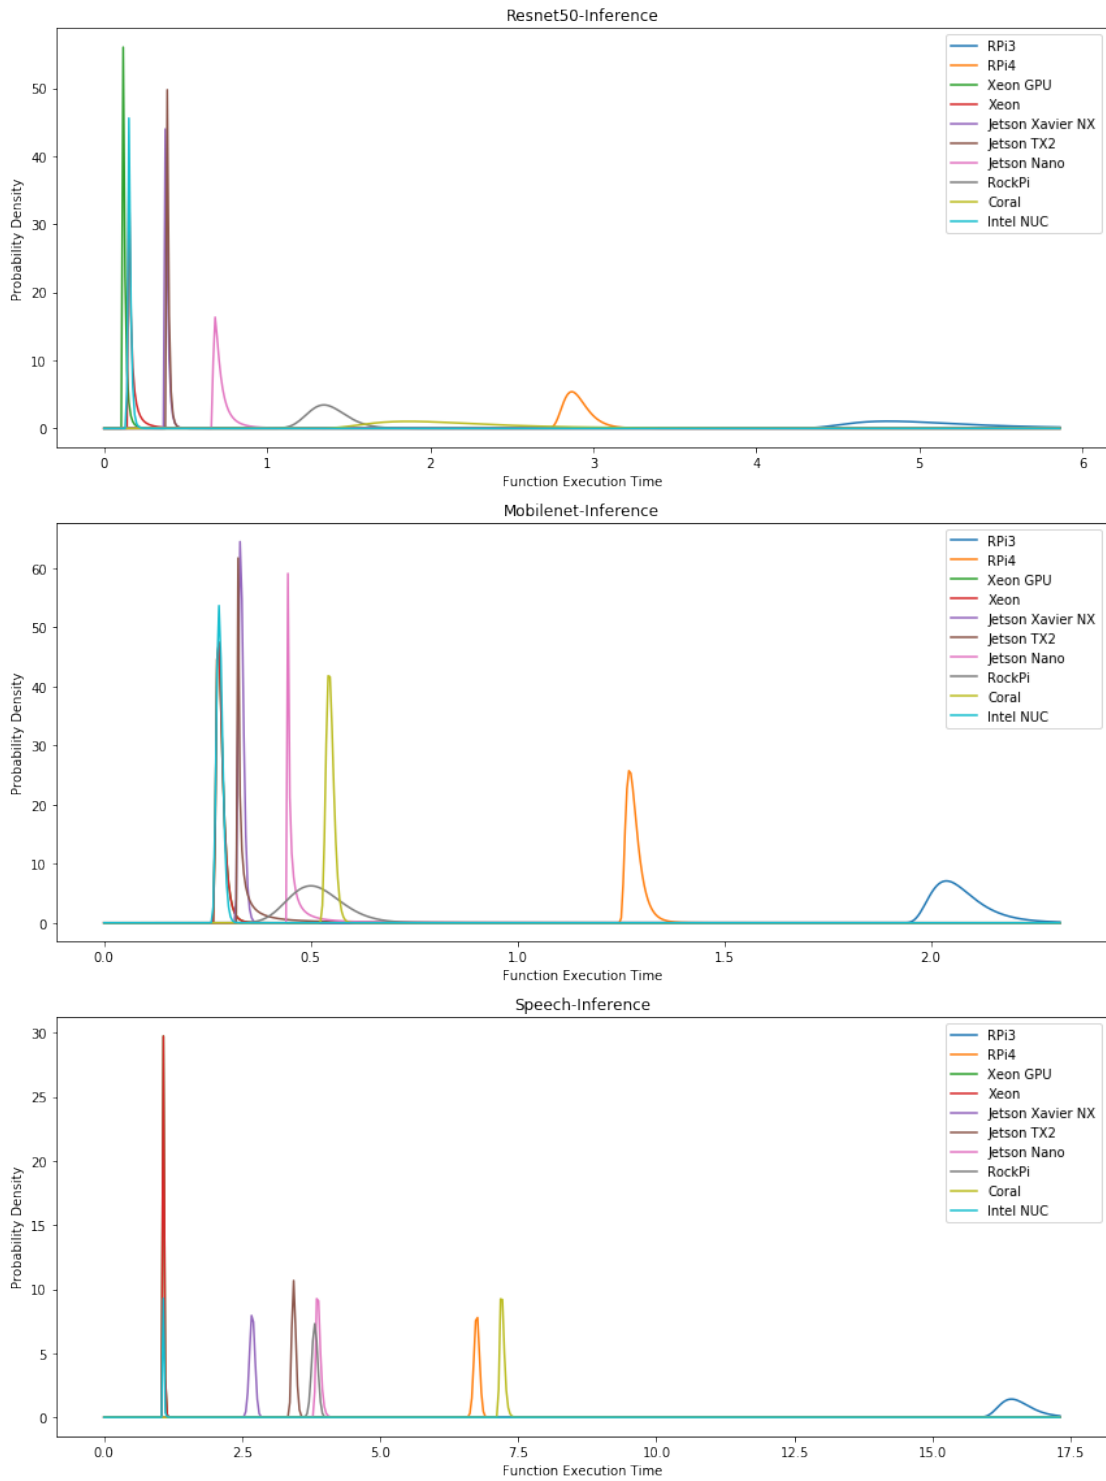 Resnet50-Inference
Probability Density
50
40
30
20
10
0
0 1 2 3 4 5 6
Function Execution Time
RPi3
RPi4
Xeon GPU
Xeon
Jetson Xavier NX
Jetson TX2
Jetson Nano
RockPi
Coral
Intel NUC
Mobilenet-Inference
Probability Density
60
50
40
30
20
10
0
0.0 0.5 1.0 1.5 2.0
Function Execution Time
RPi3
RPi4
Xeon GPU
Xeon
Jetson Xavier NX
Jetson TX2
Jetson Nano
RockPi
Coral
Intel NUC
Speech-Inference
Probability Density
30
25
20
15
10
5
0
0.0 2.5 5.0 7.5 10.0 12.5 15.0 17.5
Function Execution Time
RPi3
RPi4
Xeon GPU
Xeon
Jetson Xavier NX
Jetson TX2
Jetson Nano
RockPi
Coral
Intel NUC